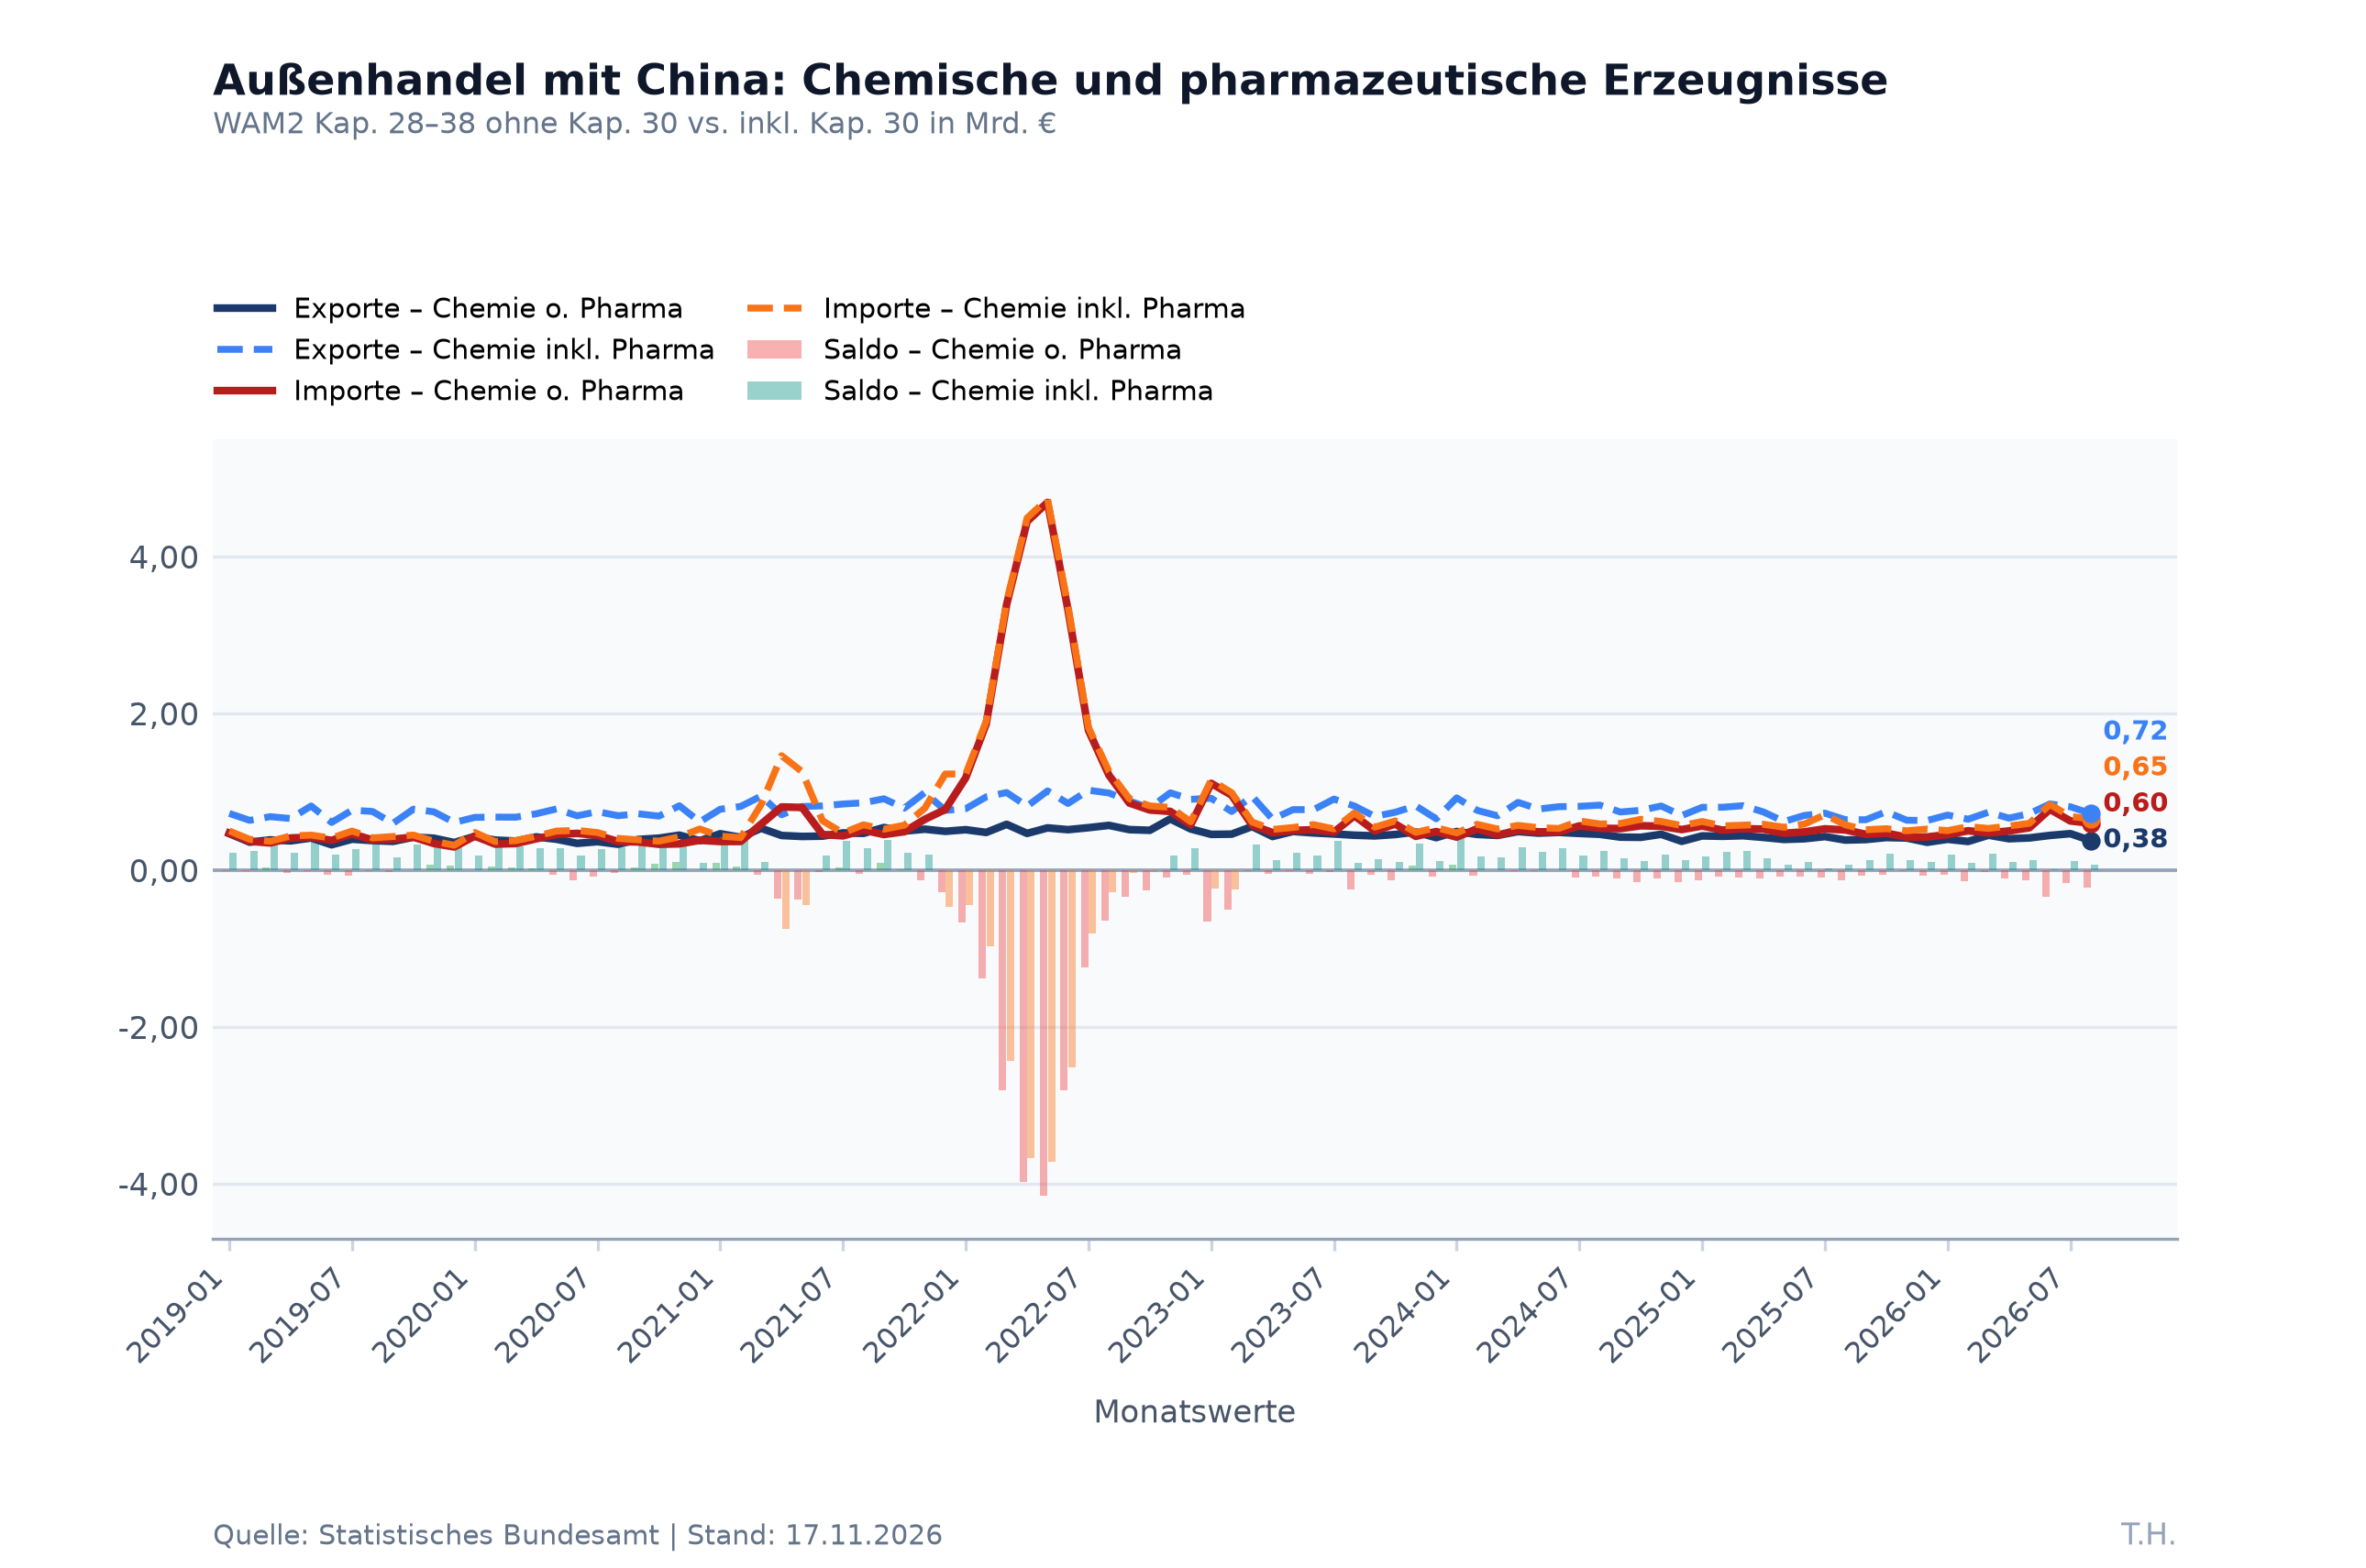 Außenhandel mit China: Chemische und pharmazeutische Erzeugnisse
WAM2 Kap. 28–38 ohne Kap. 30 vs. inkl. Kap. 30 in Mrd. €
Exporte – Chemie o. Pharma
Exporte – Chemie inkl. Pharma
Importe – Chemie o. Pharma
Importe – Chemie inkl. Pharma
Saldo – Chemie o. Pharma
Saldo – Chemie inkl. Pharma
4,00
2,00
0,00
-2,00
-4,00
0,72
0,65
0,60
0,38
2019-01
2019-07
2020-01
2020-07
2021-01
2021-07
2022-01
2022-07
2023-01
2023-07
2024-01
2024-07
2025-01
2025-07
2026-01
2026-07
Monatswerte
Quelle: Statistisches Bundesamt | Stand: 17.11.2026
T.H.